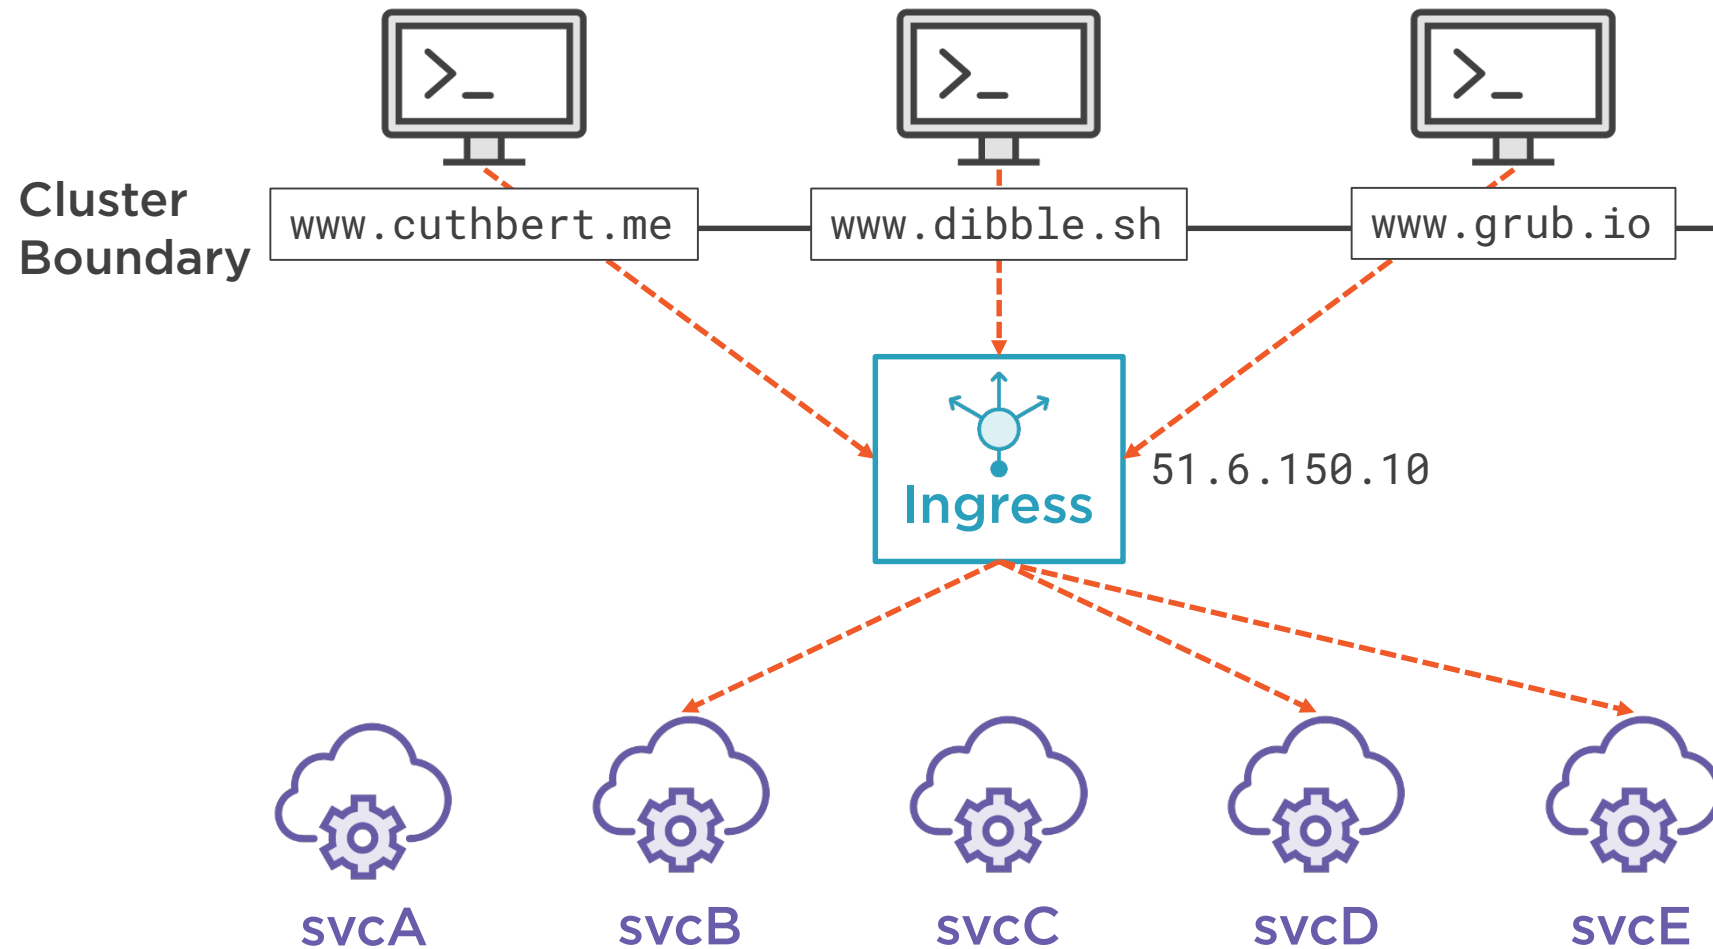 >_
>_
>_
Cluster
Boundary
www.cuthbert.me
www.dibble.sh
www.grub.io
51.6.150.10
Ingress
svcA
svcB
svcC
svcD
svcE